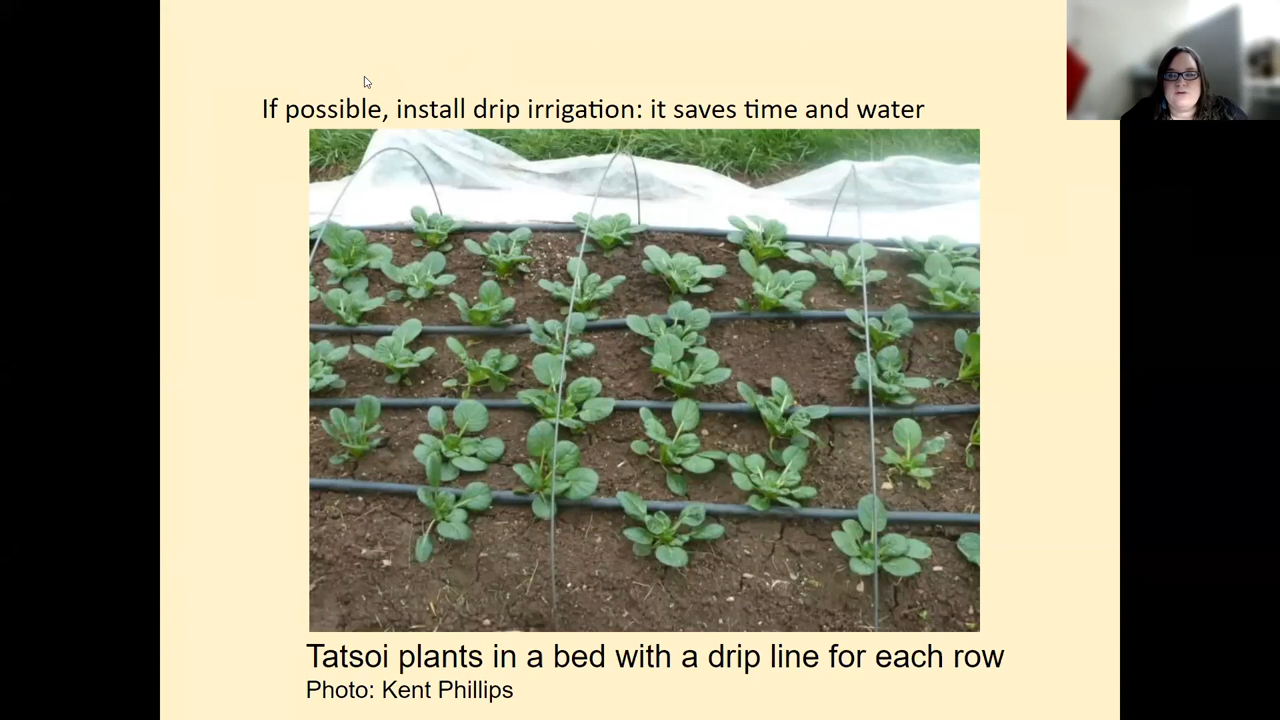 If possible, install drip irrigation: it saves time and water
Tatsoi plants in a bed with a drip line for each row
Photo: Kent Phillips